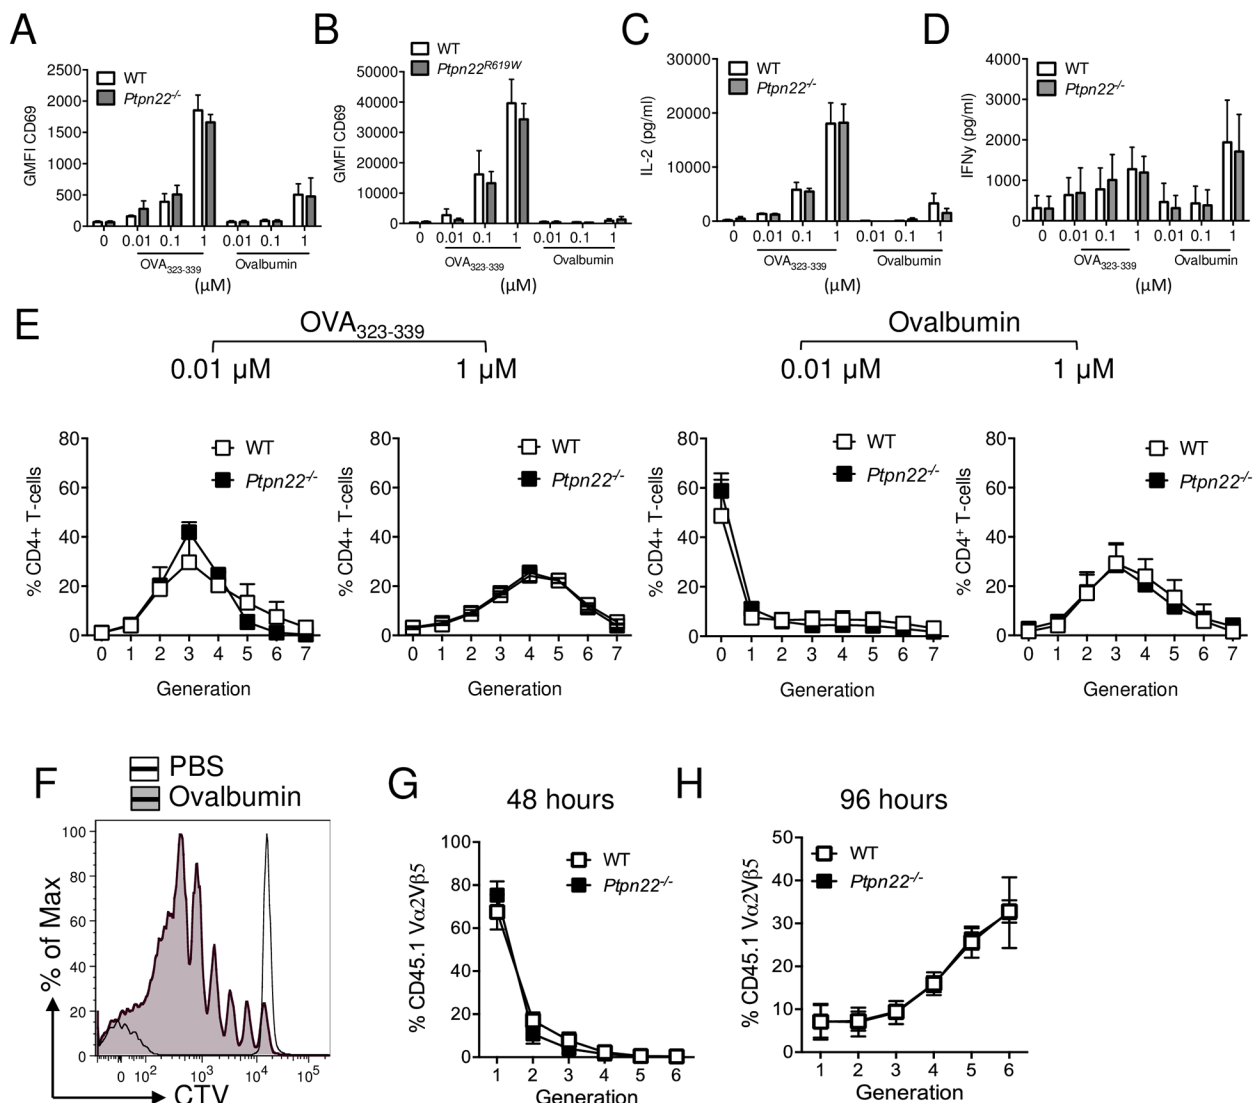 A
WT
Ptpn22-/-
GMFI CD69
2500
2000
1500
1000
500
0
0 0.01 0.1 1 0.01 0.1 1
OVA323-339 Ovalbumin
(µM)
B
WT
Ptpn22R619W
GMFI CD69
50000
40000
30000
20000
10000
0
0 0.01 0.1 1 0.01 0.1 1
OVA323-339 Ovalbumin
(µM)
C
WT
Ptpn22-/-
IL-2 (pg/ml)
30000
20000
10000
0
0 0.01 0.1 1 0.01 0.1 1
OVA323-339 Ovalbumin
(µM)
D
WT
Ptpn22-/-
IFNy (pg/ml)
4000
3000
2000
1000
0
0 0.01 0.1 1 0.01 0.1 1
OVA323-339 Ovalbumin
(µM)
E
OVA323-339
0.01 µM 1 µM
Ovalbumin
0.01 µM 1 µM
WT
Ptpn22-/-
% CD4+ T-cells
80
60
40
20
0
0 1 2 3 4 5 6 7
Generation
WT
Ptpn22-/-
% CD4+ T-cells
80
60
40
20
0
0 1 2 3 4 5 6 7
Generation
WT
Ptpn22-/-
% CD4+ T-cells
80
60
40
20
0
0 1 2 3 4 5 6 7
Generation
WT
Ptpn22-/-
% CD4+ T-cells
80
60
40
20
0
0 1 2 3 4 5 6 7
Generation
F
PBS
Ovalbumin
% of Max
100
80
60
40
20
0
0 10² 10³ 10⁴ 10⁵
CTV
G
48 hours
WT
Ptpn22-/-
% CD45.1 Vα2Vβ5
100
80
60
40
20
0
1 2 3 4 5 6
Generation
H
96 hours
WT
Ptpn22-/-
% CD45.1 Vα2Vβ5
50
40
30
20
10
0
1 2 3 4 5 6
Generation